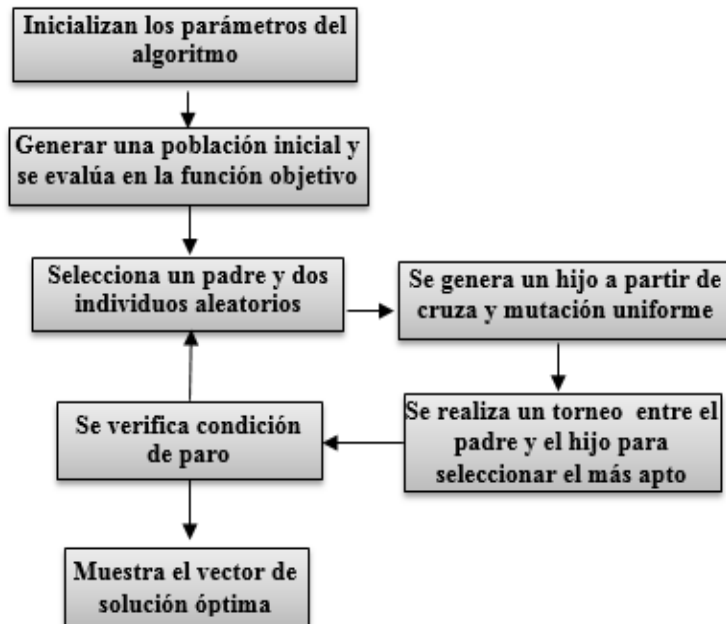 Inicializan los parámetros del
algoritmo
Generar una población inicial y
se evalúa en la función objetivo
Selecciona un padre y dos
individuos aleatorios
Se genera un hijo a partir de
cruza y mutación uniforme
Se realiza un torneo entre el
padre y el hijo para
seleccionar el más apto
Se verifica condición
de paro
Muestra el vector de
solución óptima